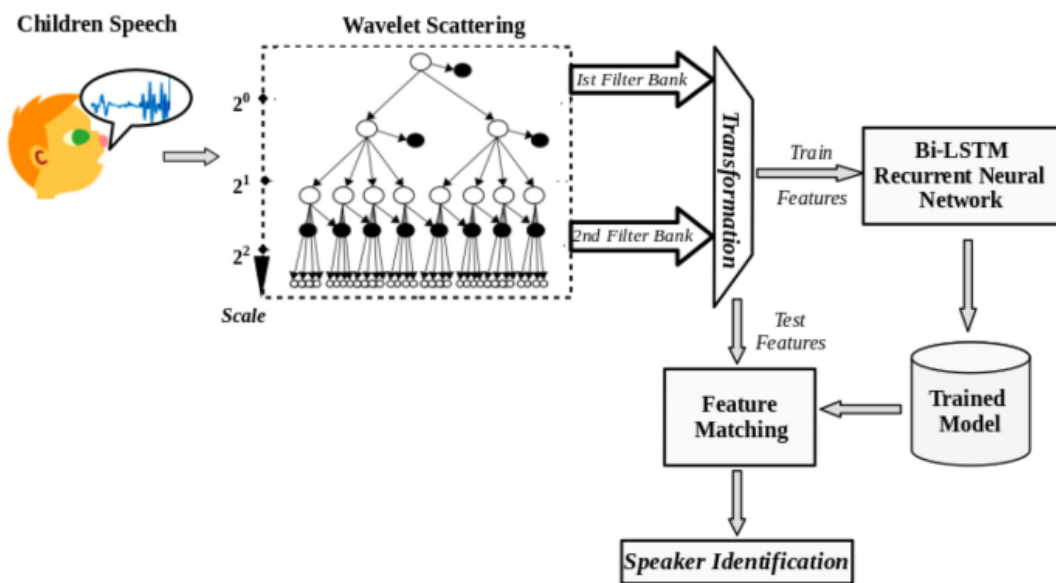 Children Speech
Wavelet Scattering
2⁰
2¹
2²
Scale
Ist Filter Bank
2nd Filter Bank
Transformation
Train
Features
Bi-LSTM
Recurrent Neural
Network
Test
Features
Feature
Matching
Trained
Model
Speaker Identification